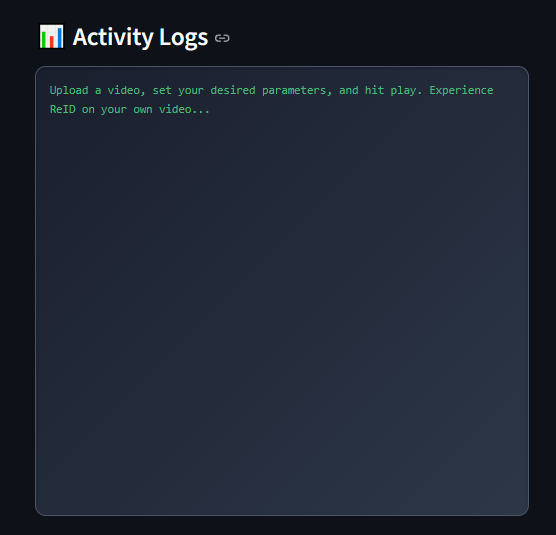 Activity Logs
Upload a video, set your desired parameters, and hit play. Experience
ReID on your own video...